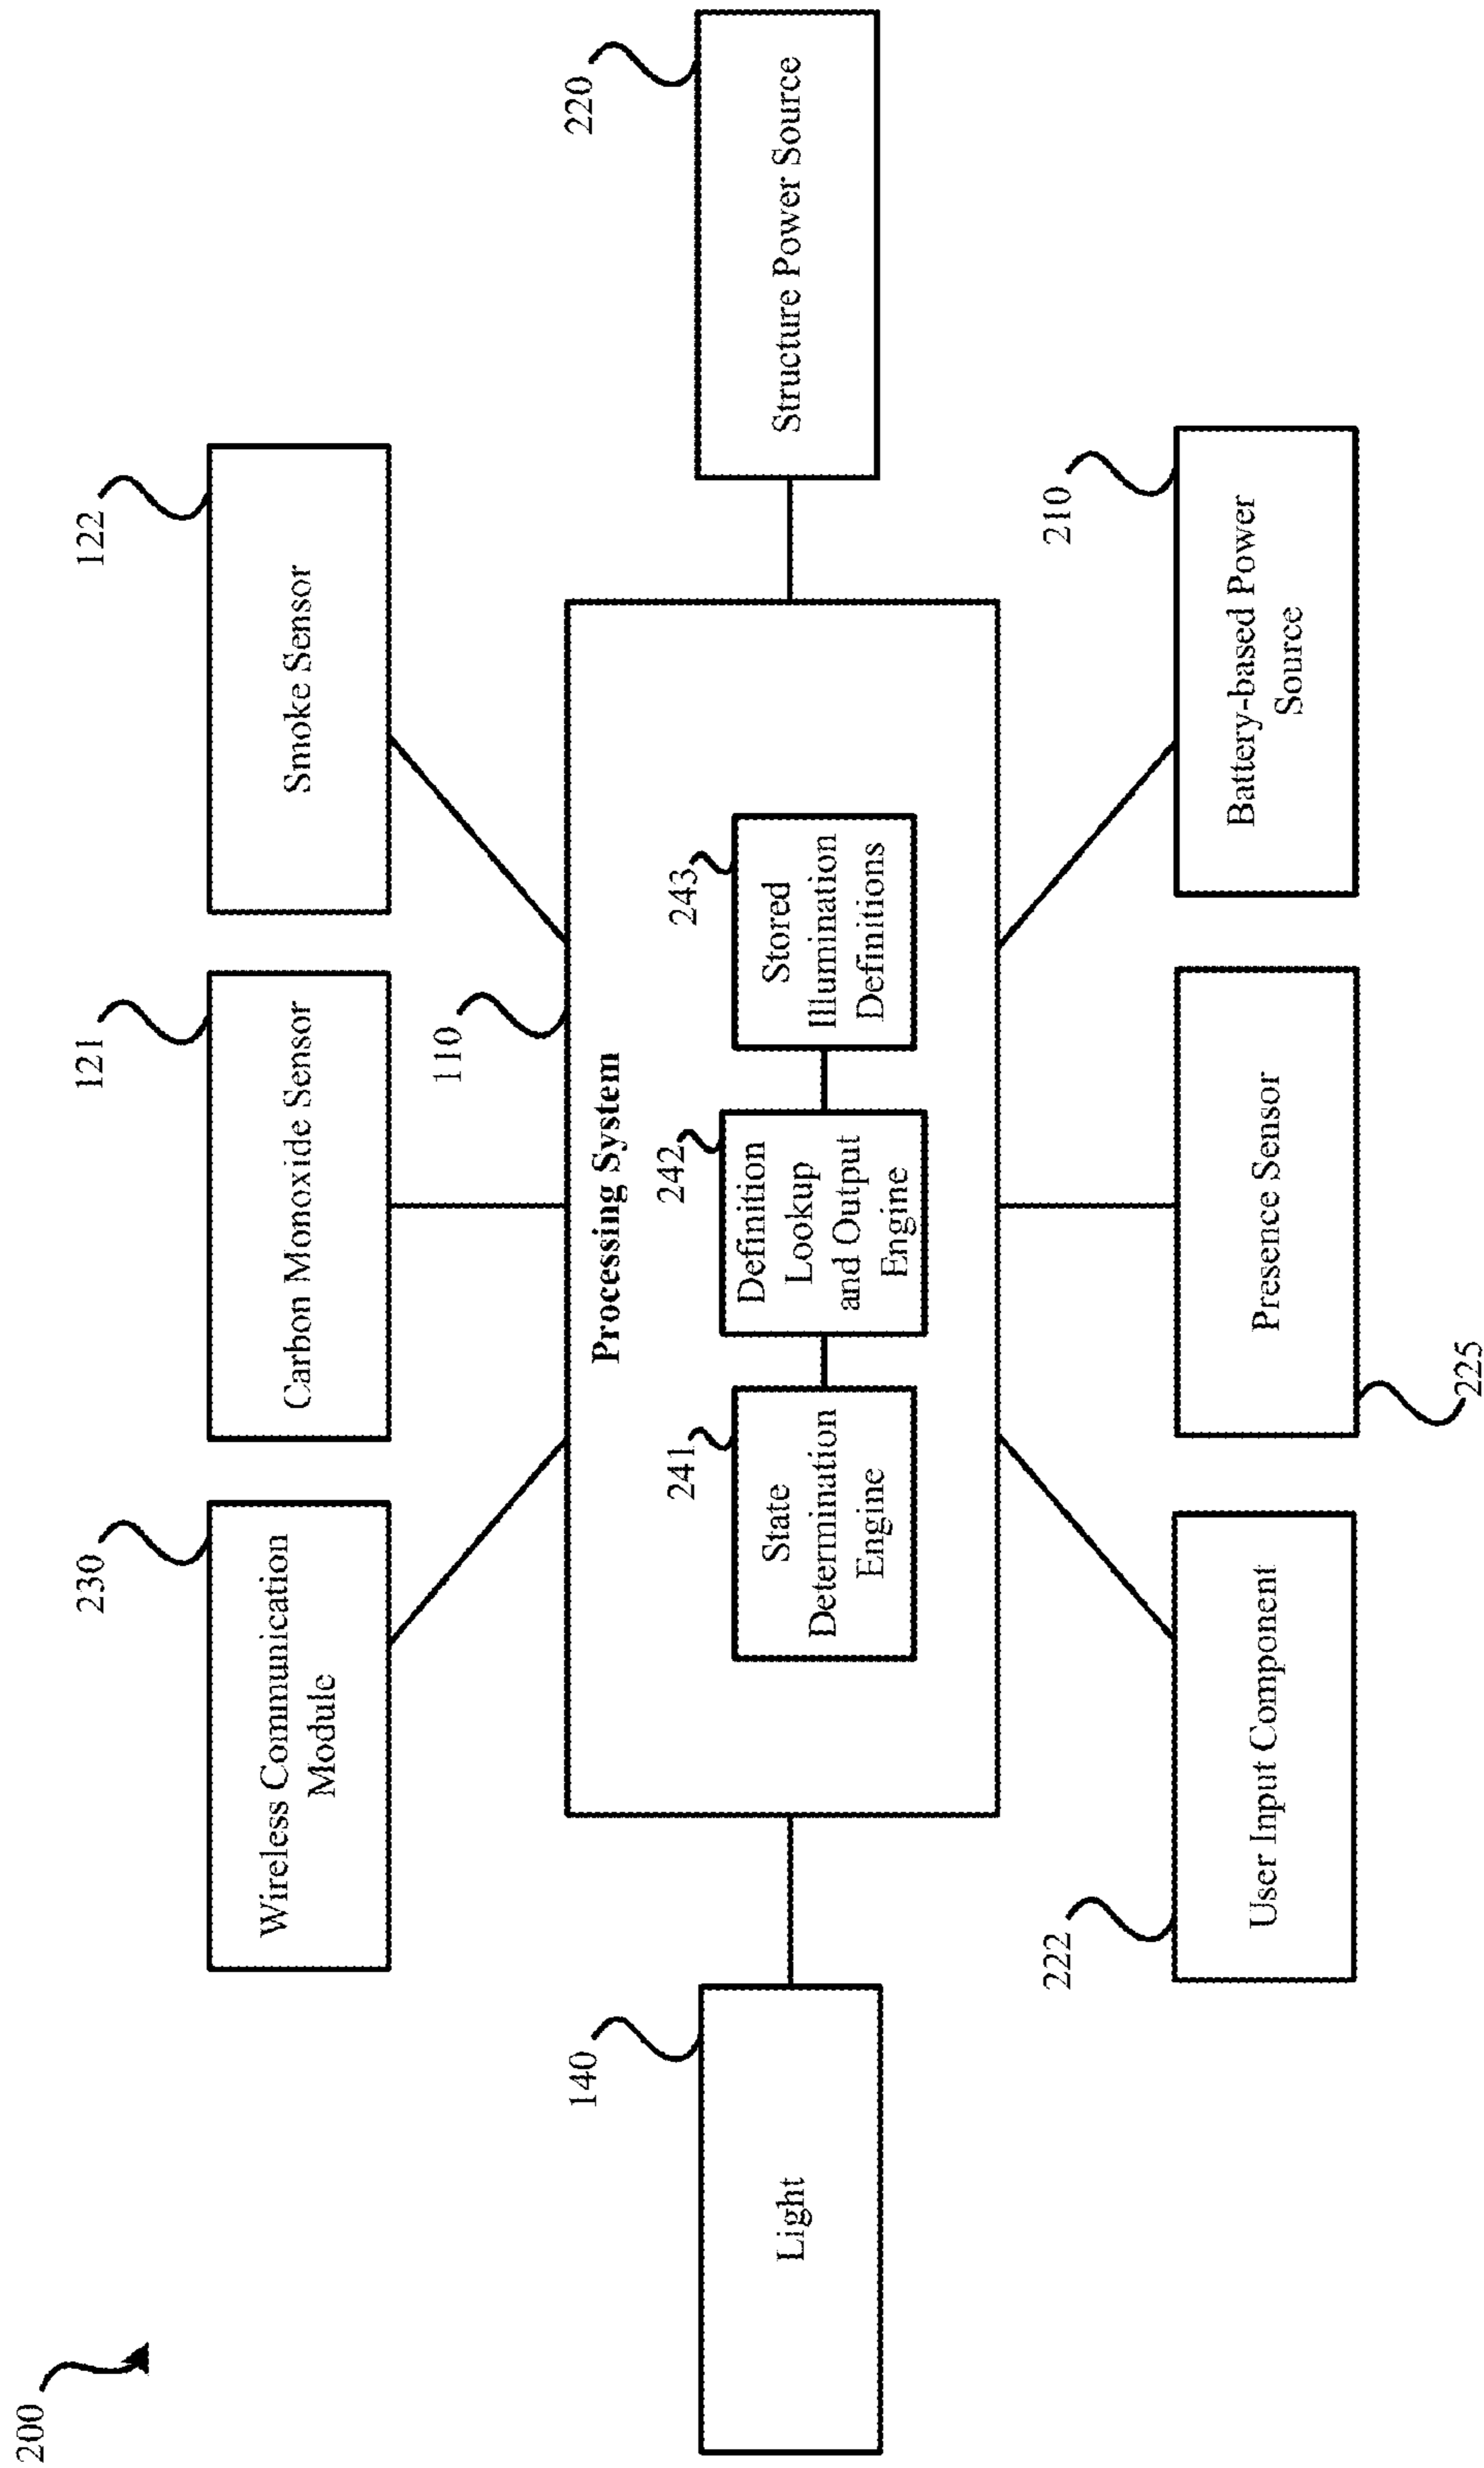 200
230
Wireless Communication
Module
121
Carbon Monoxide Sensor
122
Smoke Sensor
140
Light
110
Processing System
241
State
Determination
Engine
242
Definition
Lookup
and Output
Engine
243
Stored
Illumination
Definitions
220
Structure Power Source
222
User Input Component
Presence Sensor
225
210
Battery-based Power
Source